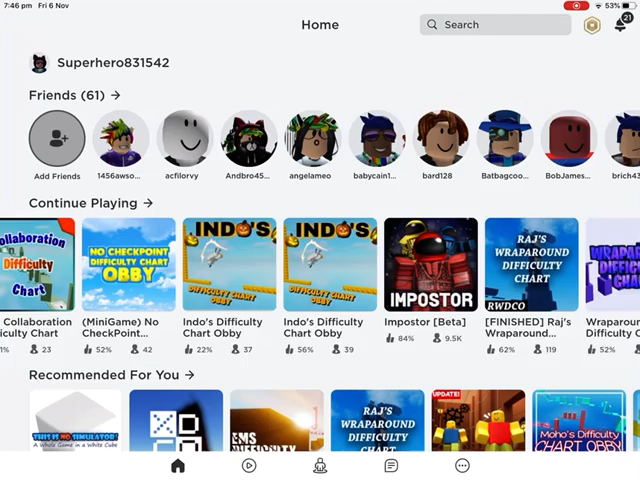 7:46 pm Fri 6 Nov
53%
Home
Search
21
Superhero831542
Friends (61) →
Add Friends
1456awso...
acfilorvy
Andbro45...
angelameo
babycain1...
bard128
Batbagcoo...
BobJames...
brich43
Continue Playing →
Collaboration
Difficulty
Chart
NO CHECKPOINT
DIFFICULTY CHART
OBBY
INDO'S
DIFFICULTY CHART OBBY
INDO'S
DIFFICULTY CHART OBBY
IMPOSTOR
RAJ'S
WRAPAROUND
DIFFICULTY
CHART
RWDCO
Collaboration
iculty Chart
(MiniGame) No
CheckPoint...
Indo's Difficulty
Chart Obby
Indo's Difficulty
Chart Obby
Impostor [Beta]
[FINISHED] Raj's
Wraparound...
Wraparoun
Difficulty C
1% 23
52% 42
22% 37
56% 39
84% 9.5K
62% 119
52%
Recommended For You →
THIS IS NO SIMULATOR!
A Whole Game in a White Cube
RAJ'S
WRAPAROUND
DIFFICULTY
CHART
UPDATE!
Moho's Difficulty
CHART OBBY